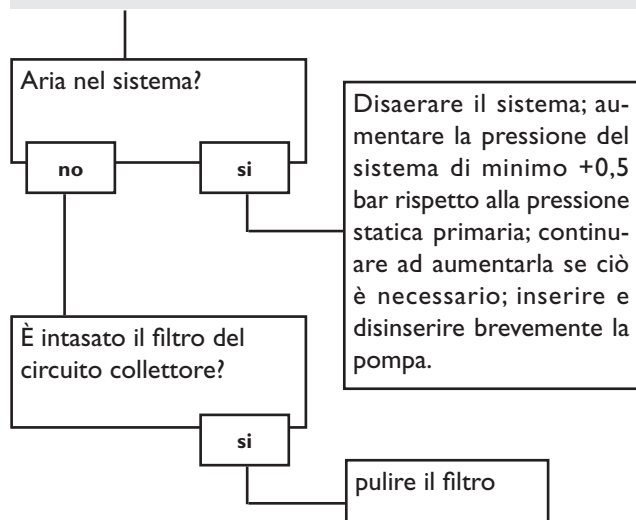 Aria nel sistema?
no
si
Disaerare il sistema; au-
mentare la pressione del
sistema di minimo +0,5
bar rispetto alla pressione
statica primaria; continu-
are ad aumentarla se ciò
è necessario; inserire e
disinserire brevemente la
pompa.
È intasato il filtro del
circuito collettore?
si
pulire il filtro